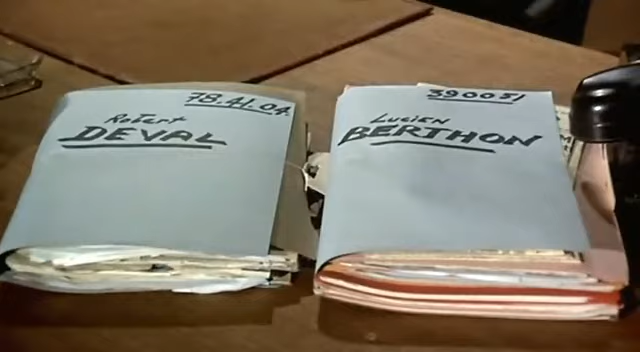 78.41.04
Robert
DEVAL
390051
Lucien
BERTHON